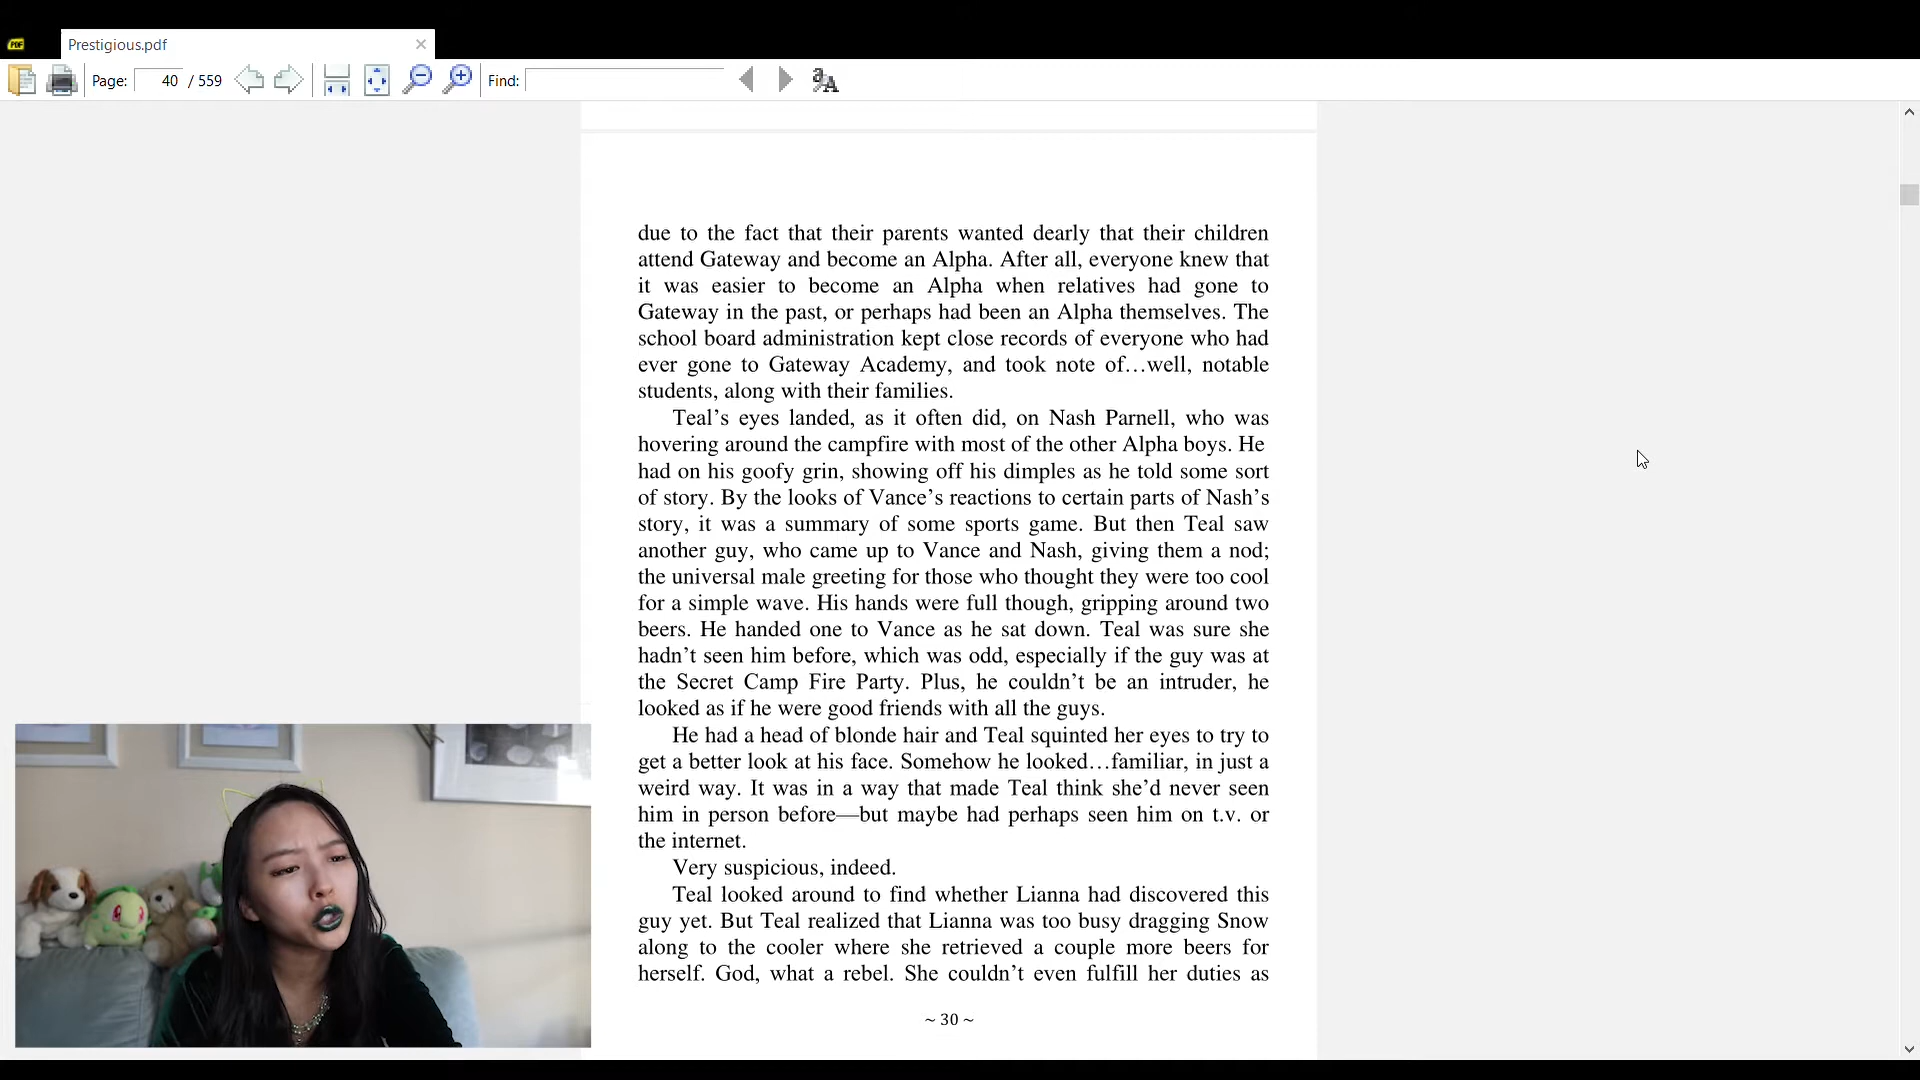 PDF
Prestigious.pdf
Page: 40 / 559
Find:
due to the fact that their parents wanted dearly that their children
attend Gateway and become an Alpha. After all, everyone knew that
it was easier to become an Alpha when relatives had gone to
Gateway in the past, or perhaps had been an Alpha themselves. The
school board administration kept close records of everyone who had
ever gone to Gateway Academy, and took note of…well, notable
students, along with their families.
Teal’s eyes landed, as it often did, on Nash Parnell, who was
hovering around the campfire with most of the other Alpha boys. He
had on his goofy grin, showing off his dimples as he told some sort
of story. By the looks of Vance’s reactions to certain parts of Nash’s
story, it was a summary of some sports game. But then Teal saw
another guy, who came up to Vance and Nash, giving them a nod;
the universal male greeting for those who thought they were too cool
for a simple wave. His hands were full though, gripping around two
beers. He handed one to Vance as he sat down. Teal was sure she
hadn’t seen him before, which was odd, especially if the guy was at
the Secret Camp Fire Party. Plus, he couldn’t be an intruder, he
looked as if he were good friends with all the guys.
He had a head of blonde hair and Teal squinted her eyes to try to
get a better look at his face. Somehow he looked…familiar, in just a
weird way. It was in a way that made Teal think she’d never seen
him in person before—but maybe had perhaps seen him on t.v. or
the internet.
Very suspicious, indeed.
Teal looked around to find whether Lianna had discovered this
guy yet. But Teal realized that Lianna was too busy dragging Snow
along to the cooler where she retrieved a couple more beers for
herself. God, what a rebel. She couldn’t even fulfill her duties as
~ 30 ~